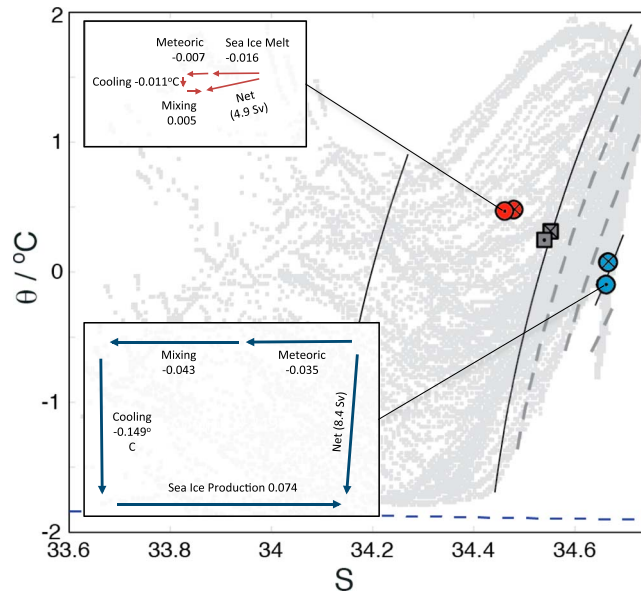 2
Meteoric
-0.007
Sea Ice Melt
-0.016
Cooling -0.011°C
Mixing
0.005
Net
(4.9 Sv)
1
θ / °C
0
Mixing
-0.043
Meteoric
-0.035
Cooling
-0.149°
C
Net (8.4 Sv)
Sea Ice Production 0.074
-1
-2
33.6
33.8
34
34.2
34.4
34.6
S